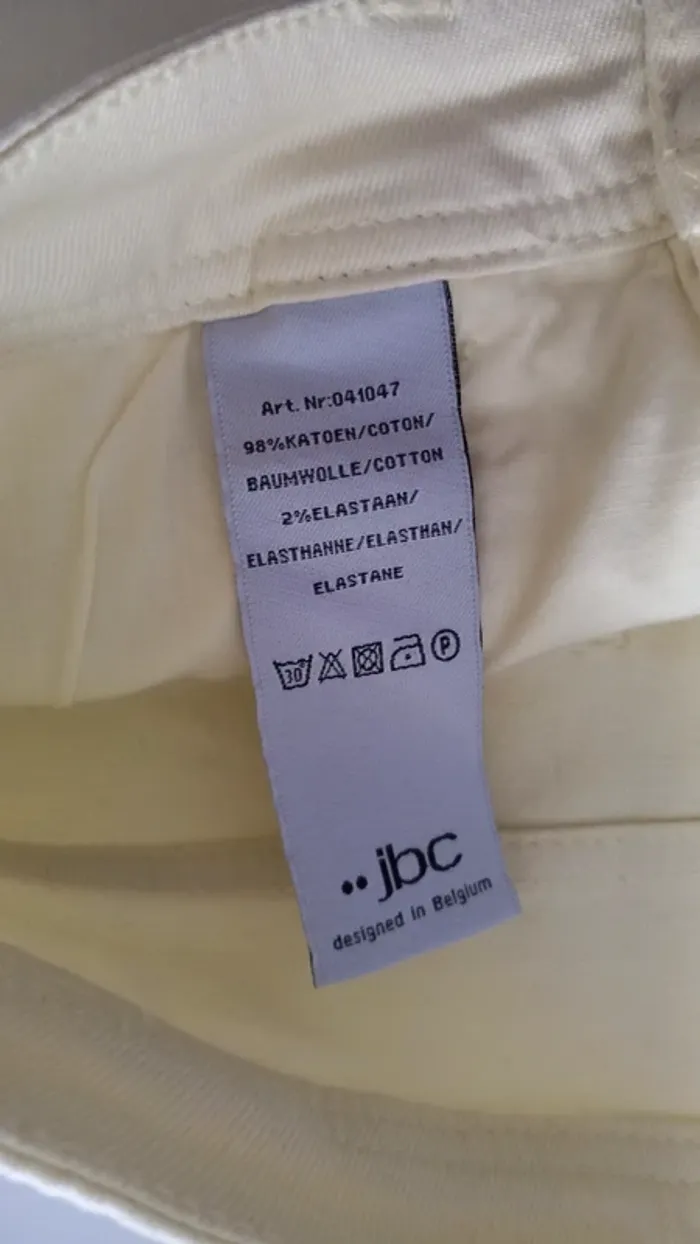 Art. Nr:041047
98%KATOEN/COTON/
BAUMWOLLE/COTTON
2%ELASTAAN/
ELASTHANNE/ELASTHAN/
ELASTANE
30 P
jbc
designed in Belgium